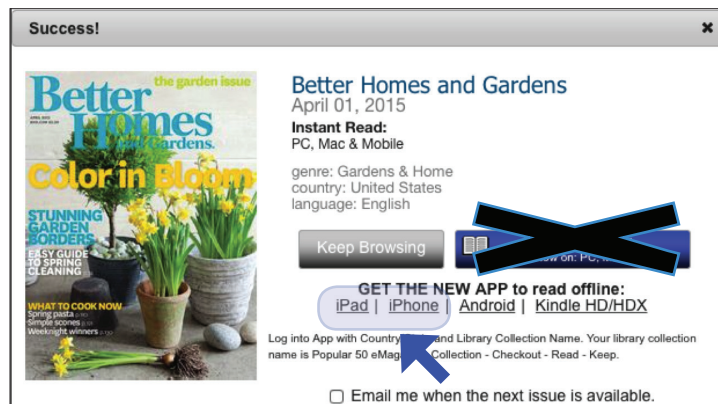 Success!
the garden issue
Better
Homes
and Gardens.
APRIL 2015
Color in Bloom
STUNNING
GARDEN
BORDERS
EASY GUIDE
TO SPRING
CLEANING
WHAT TO COOK NOW
Spring pasta
Simple scones
Weeknight winners
Better Homes and Gardens
April 01, 2015
Instant Read:
PC, Mac & Mobile
genre: Gardens & Home
country: United States
language: English
Keep Browsing
on: PC,
GET THE NEW APP to read offline:
iPad | iPhone | Android | Kindle HD/HDX
Log into App with Country and Library Collection Name. Your library collection
name is Popular 50 Collection - Checkout - Read - Keep.
Email me when the next issue is available.